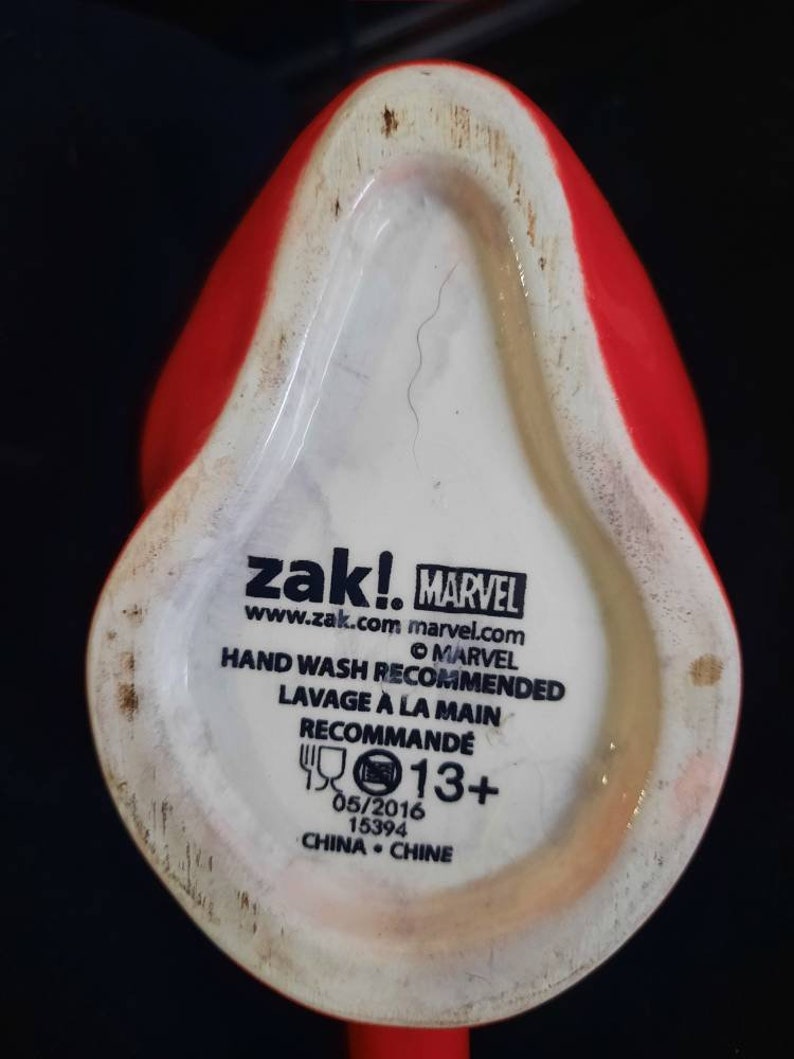 zak!® MARVEL
www.zak.com marvel.com
© MARVEL
HAND WASH RECOMMENDED
LAVAGE À LA MAIN
RECOMMANDÉ
13+
05/2016
15394
CHINA • CHINE